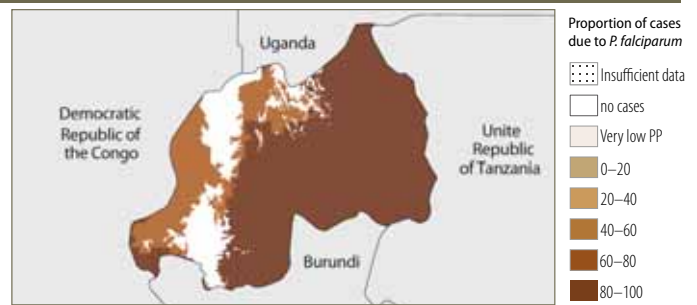 Proportion of cases
due to P. falciparum
Insufficient data
no cases
Very low PP
0–20
20–40
40–60
60–80
80–100
Uganda
Democratic
Republic of
the Congo
Unite
Republic
of Tanzania
Burundi